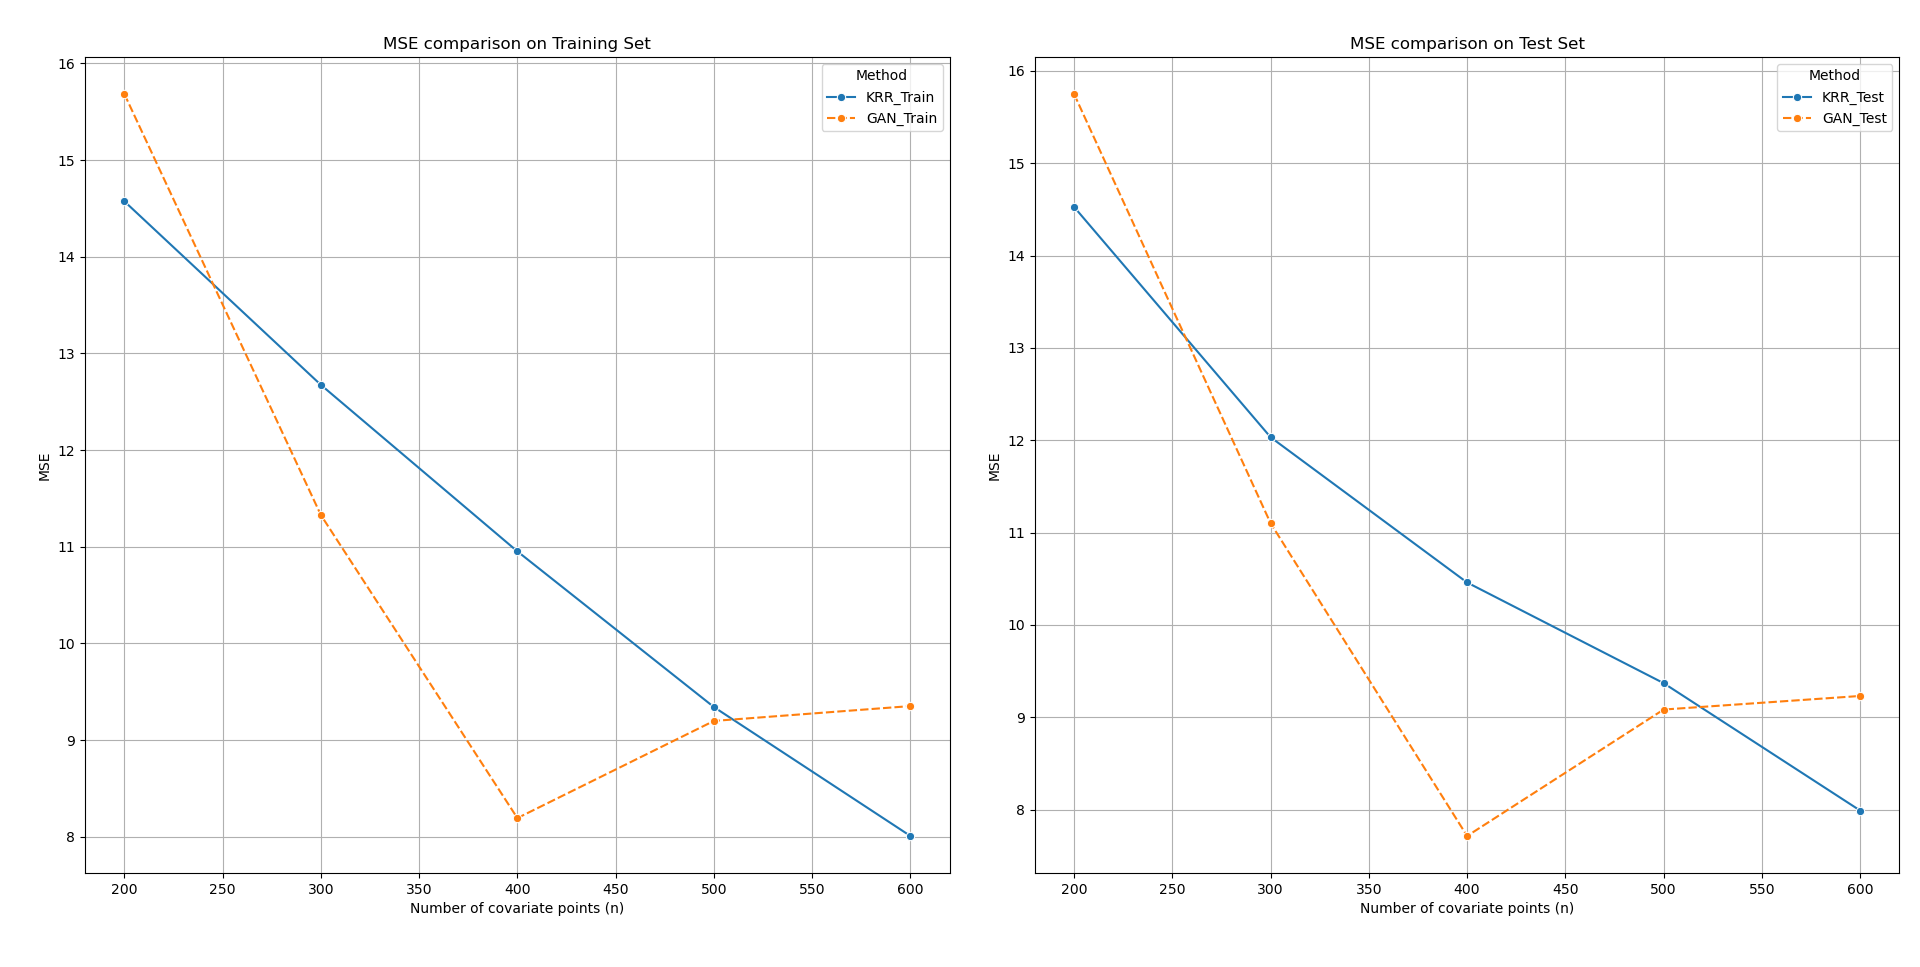 MSE comparison on Training Set
16
15
14
13
12
11
10
9
8
MSE
Method
KRR_Train
GAN_Train
200 250 300 350 400 450 500 550 600
Number of covariate points (n)
MSE comparison on Test Set
16
15
14
13
12
11
10
9
8
MSE
Method
KRR_Test
GAN_Test
200 250 300 350 400 450 500 550 600
Number of covariate points (n)